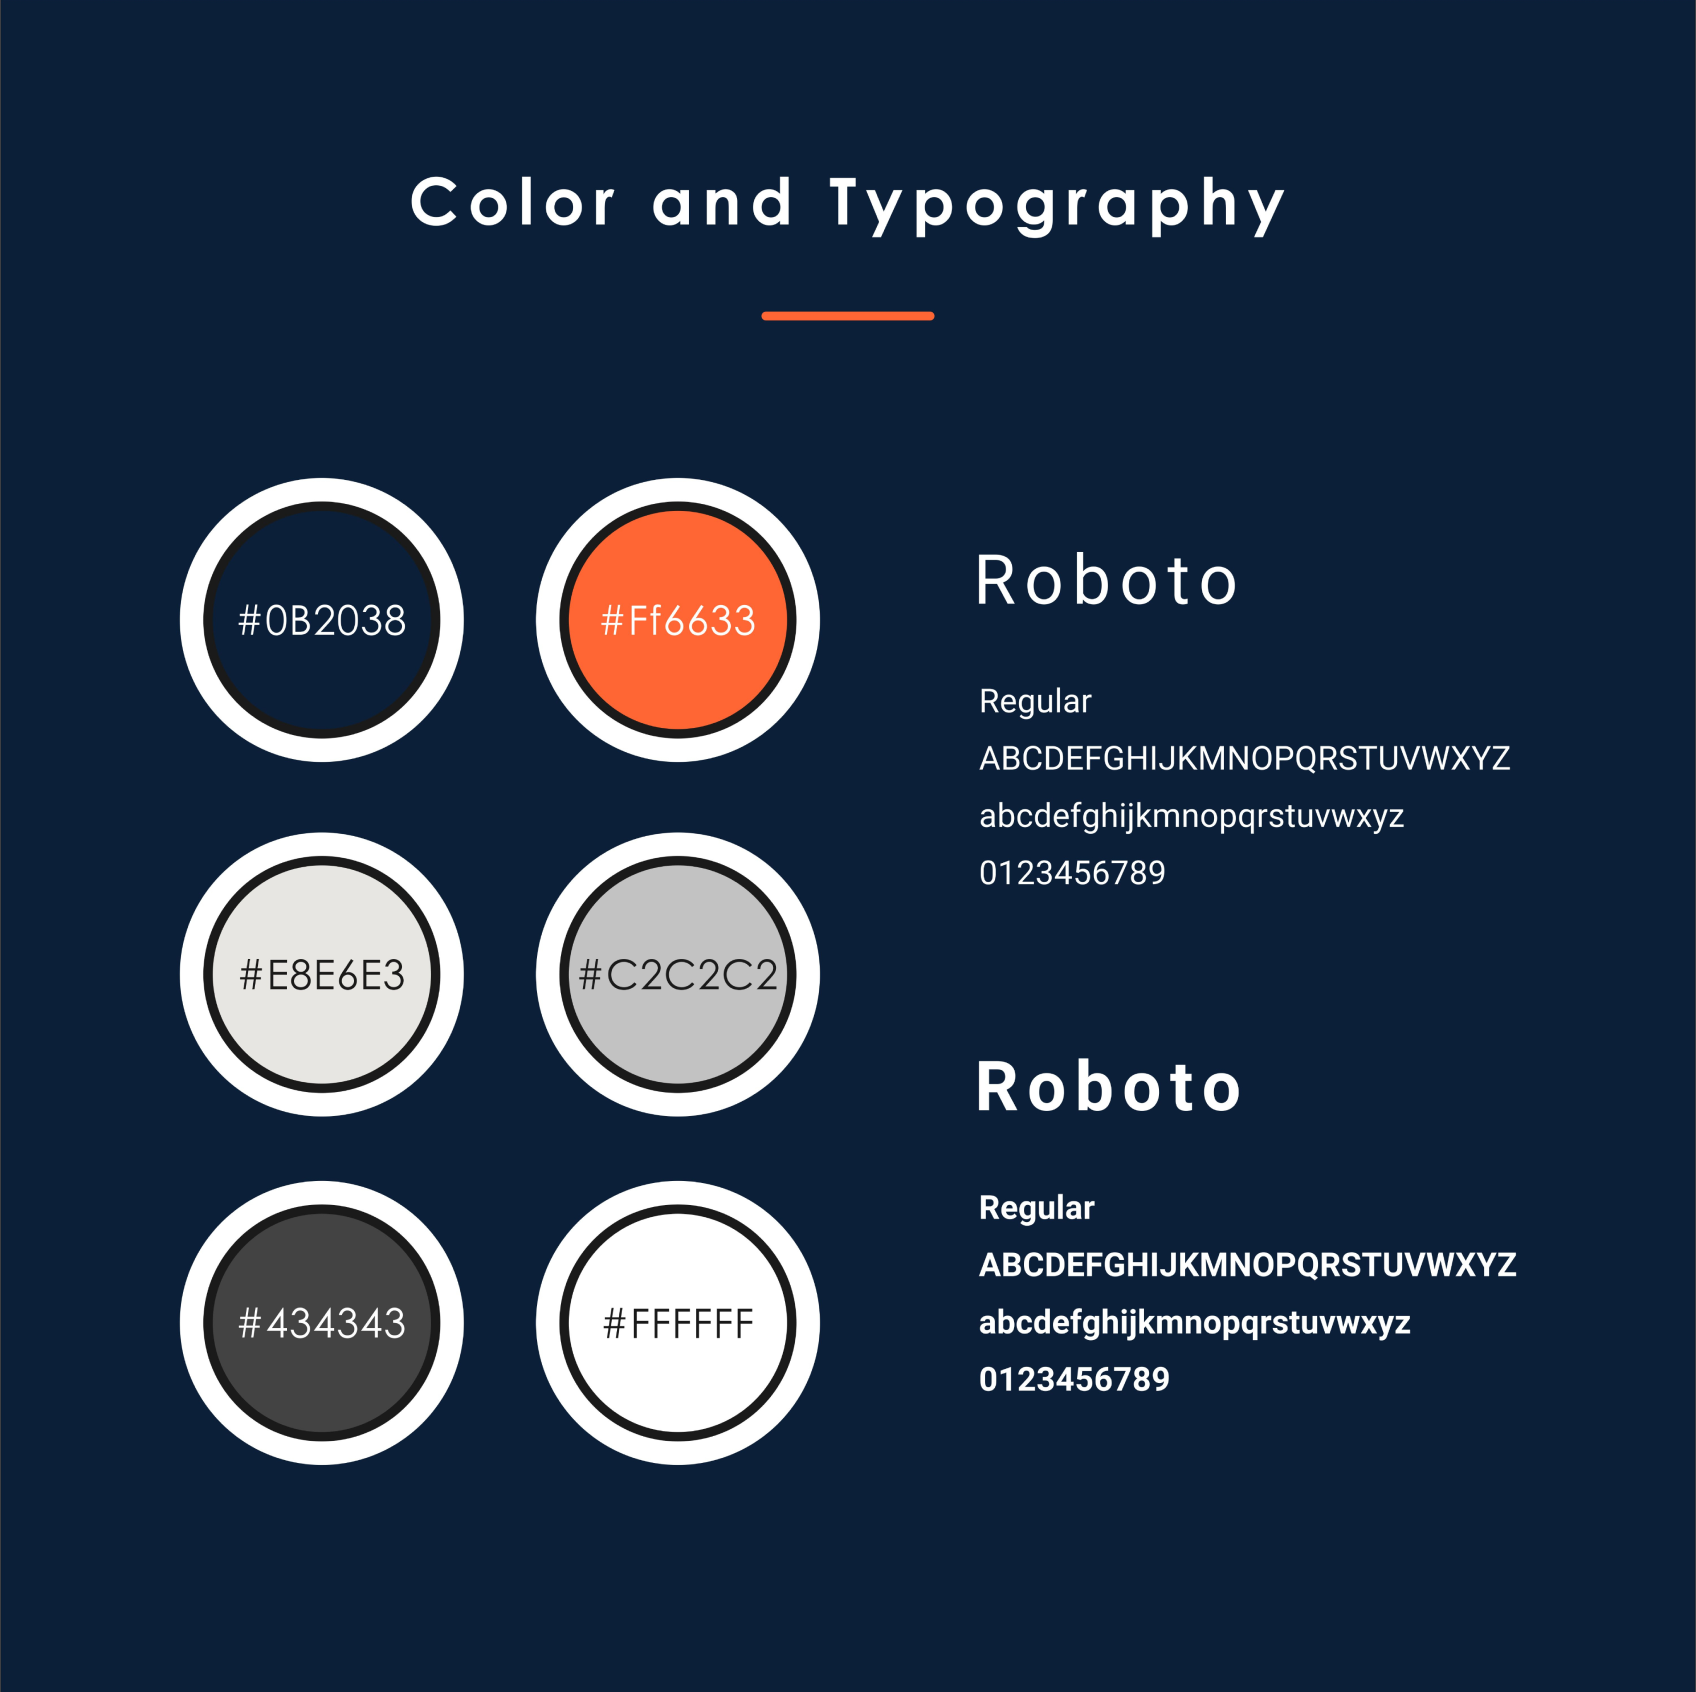 Color and Typography
#0B2038
#Ff6633
#E8E6E3
#C2C2C2
#434343
#FFFFFF
Roboto
Regular
ABCDEFGHIJKMNOPQRSTUVWXYZ
abcdefghijkmnopqrstuvwxyz
0123456789
Roboto
Regular
ABCDEFGHIJKMNOPQRSTUVWXYZ
abcdefghijkmnopqrstuvwxyz
0123456789